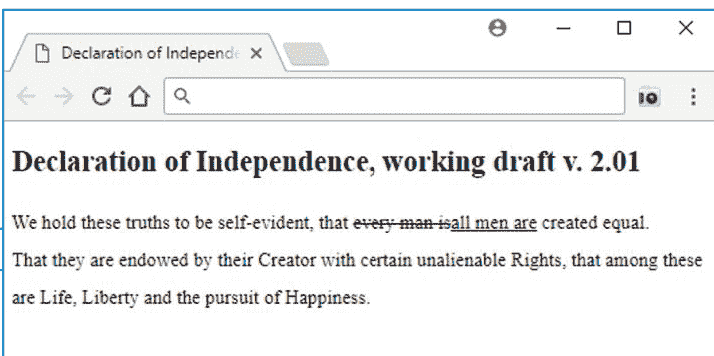 Declaration of Independe
Declaration of Independence, working draft v. 2.01
We hold these truths to be self-evident, that every man isall men are created equal.
That they are endowed by their Creator with certain unalienable Rights, that among these
are Life, Liberty and the pursuit of Happiness.